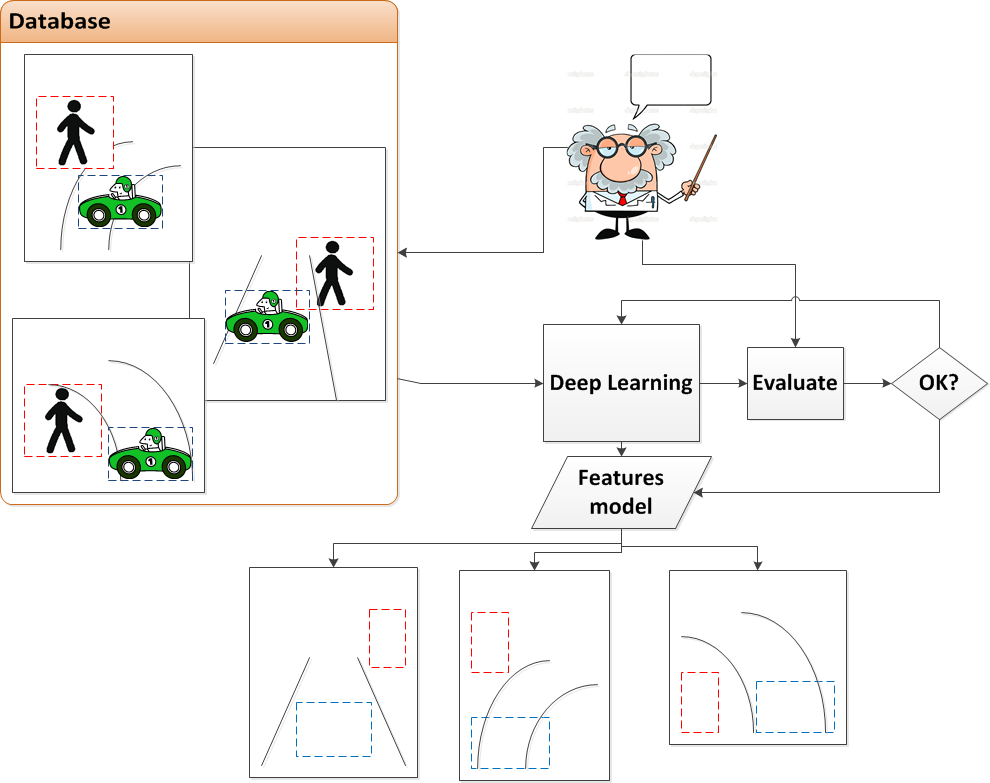 Database
1
1
1
Deep Learning
Evaluate
OK?
Features
model